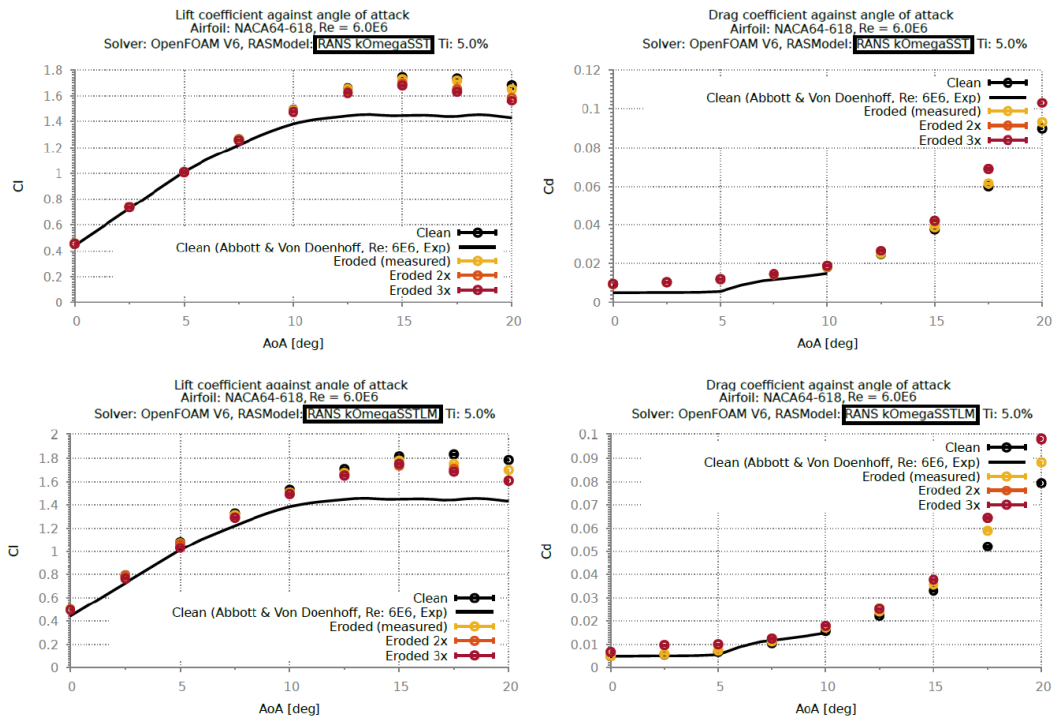 Lift coefficient against angle of attack
Airfoil: NACA64-618, Re = 6.0E6
Solver: OpenFOAM V6, RASModel: RANS kOmegaSST Ti: 5.0%
1.8
1.6
1.4
1.2
1
0.8
0.6
0.4
0.2
0
Cl
Clean
Clean (Abbott & Von Doenhoff, Re: 6E6, Exp)
Eroded (measured)
Eroded 2x
Eroded 3x
0 5 10 15 20
AoA [deg]
Drag coefficient against angle of attack
Airfoil: NACA64-618, Re = 6.0E6
Solver: OpenFOAM V6, RASModel: RANS kOmegaSST Ti: 5.0%
0.12
0.1
0.08
0.06
0.04
0.02
0
Cd
Clean
Clean (Abbott & Von Doenhoff, Re: 6E6, Exp)
Eroded (measured)
Eroded 2x
Eroded 3x
0 5 10 15 20
AoA [deg]
Lift coefficient against angle of attack
Airfoil: NACA64-618, Re = 6.0E6
Solver: OpenFOAM V6, RASModel: RANS kOmegaSSTLM Ti: 5.0%
2
1.8
1.6
1.4
1.2
1
0.8
0.6
0.4
0.2
0
Cl
Clean
Clean (Abbott & Von Doenhoff, Re: 6E6, Exp)
Eroded (measured)
Eroded 2x
Eroded 3x
0 5 10 15 20
AoA [deg]
Drag coefficient against angle of attack
Airfoil: NACA64-618, Re = 6.0E6
Solver: OpenFOAM V6, RASModel: RANS kOmegaSSTLM Ti: 5.0%
0.1
0.09
0.08
0.07
0.06
0.05
0.04
0.03
0.02
0.01
0
Cd
Clean
Clean (Abbott & Von Doenhoff, Re: 6E6, Exp)
Eroded (measured)
Eroded 2x
Eroded 3x
0 5 10 15 20
AoA [deg]